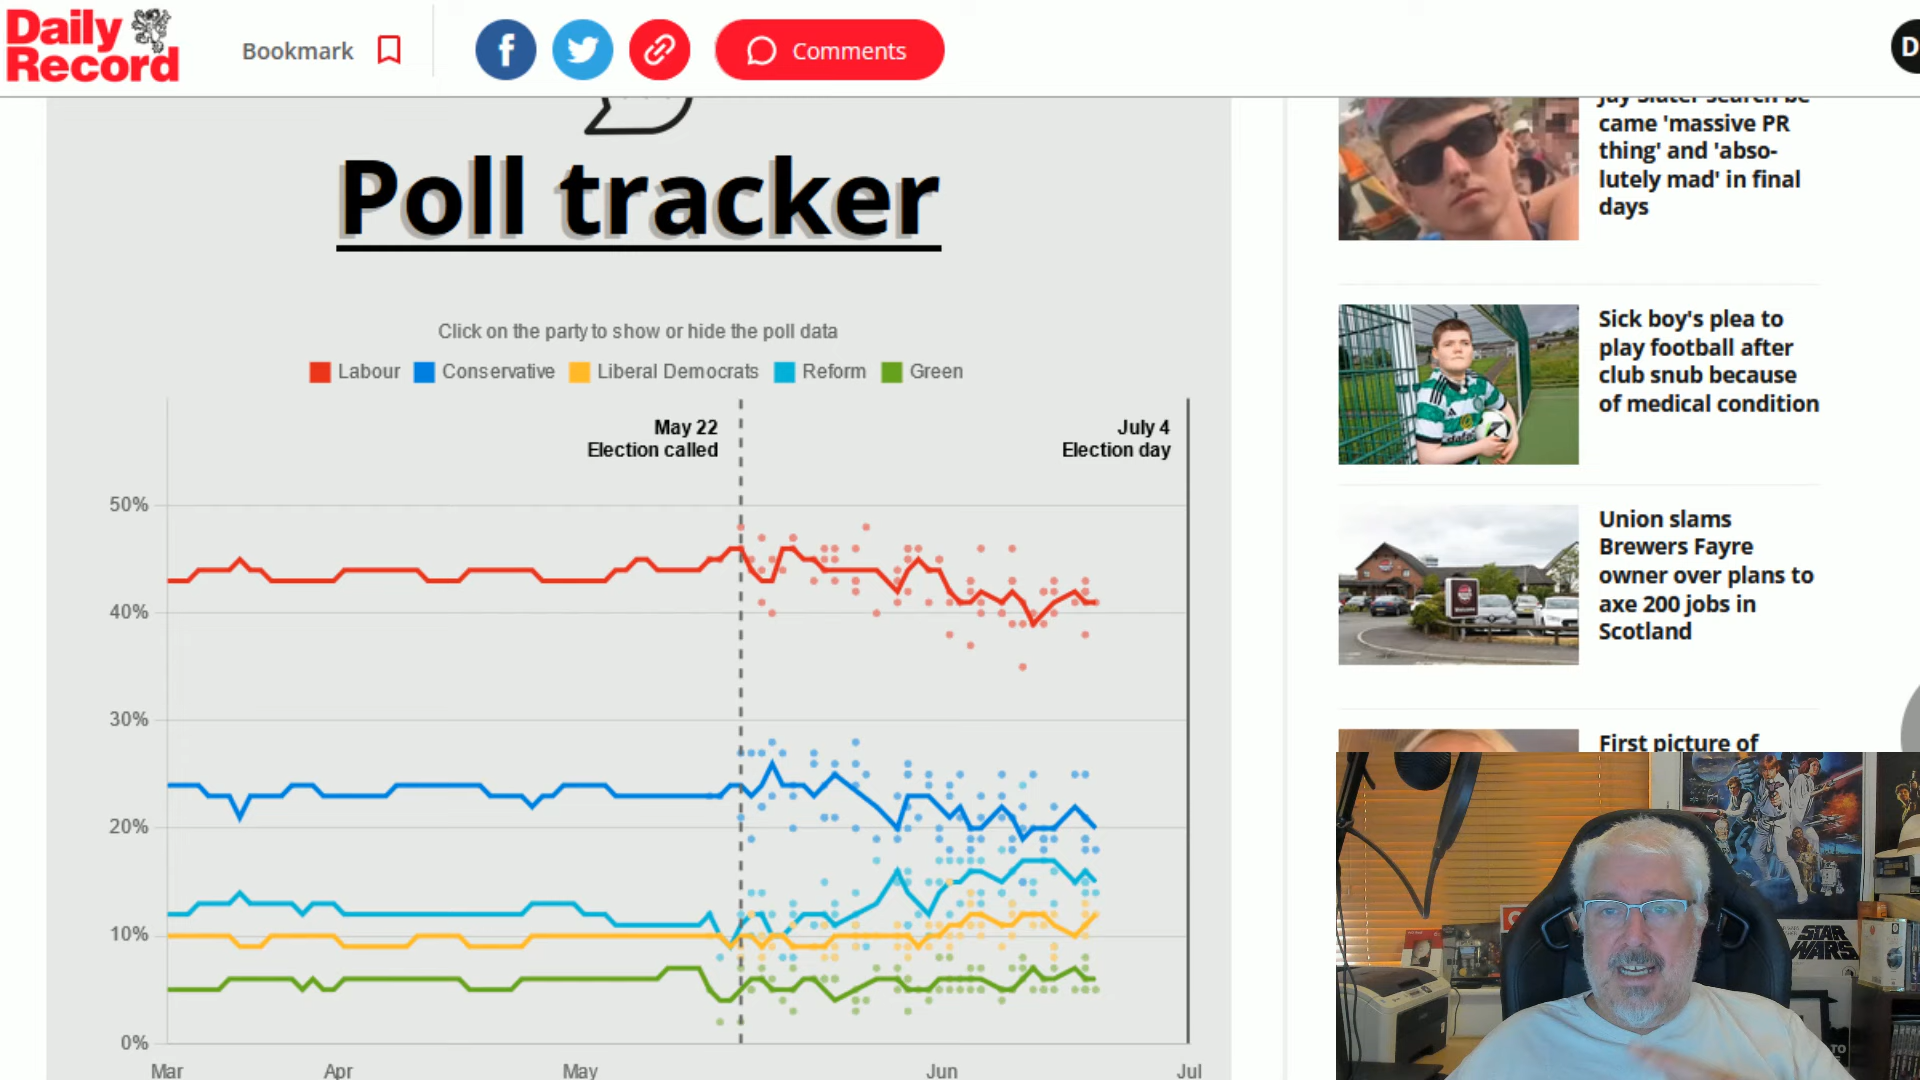 Daily
Record
Bookmark
f
Comments
D
Poll tracker
Click on the party to show or hide the poll data
Labour
Conservative
Liberal Democrats
Reform
Green
May 22
Election called
July 4
Election day
50%
40%
30%
20%
10%
0%
Mar
Apr
May
Jun
Jul
Jay Slater search be-
came 'massive PR
thing' and 'abso-
lutely mad' in final
days
Sick boy's plea to
play football after
club snub because
of medical condition
Union slams
Brewers Fayre
owner over plans to
axe 200 jobs in
Scotland
First picture of
STAR
WARS